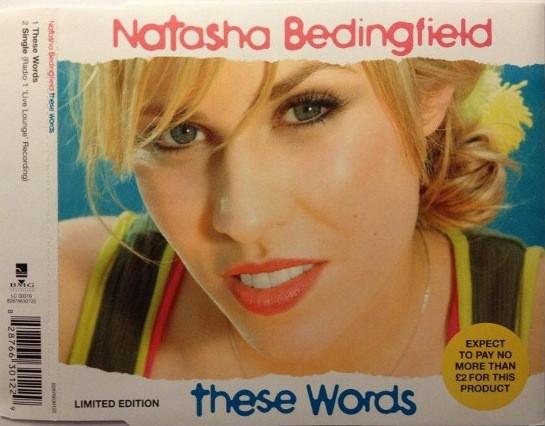 Natasha Bedingfield
Natasha Bedingfield these words
1 These Words
2 Single (Radio 1 'Live Lounge' Recording)
BMG
LC 00316
82876630122
8 28766 30122 9
LIMITED EDITION
these Words
EXPECT
TO PAY NO
MORE THAN
£2 FOR THIS
PRODUCT